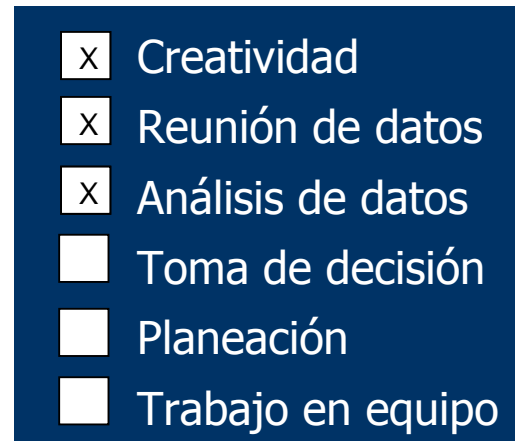 x Creatividad
x Reunión de datos
x Análisis de datos
Toma de decisión
Planeación
Trabajo en equipo